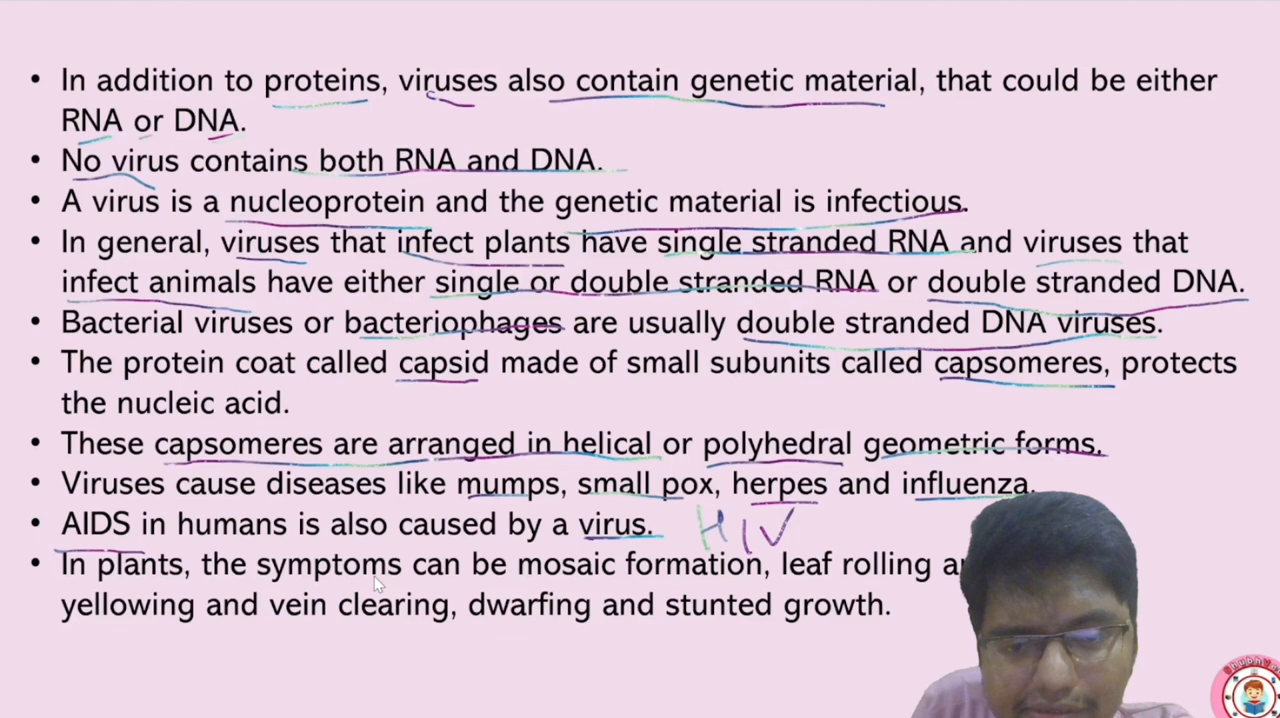 • In addition to proteins, viruses also contain genetic material, that could be either
RNA or DNA.
• No virus contains both RNA and DNA.
• A virus is a nucleoprotein and the genetic material is infectious.
• In general, viruses that infect plants have single stranded RNA and viruses that
infect animals have either single or double stranded RNA or double stranded DNA.
• Bacterial viruses or bacteriophages are usually double stranded DNA viruses.
• The protein coat called capsid made of small subunits called capsomeres, protects
the nucleic acid.
• These capsomeres are arranged in helical or polyhedral geometric forms.
• Viruses cause diseases like mumps, small pox, herpes and influenza.
• AIDS in humans is also caused by a virus. HIV
• In plants, the symptoms can be mosaic formation, leaf rolling
yellowing and vein clearing, dwarfing and stunted growth.